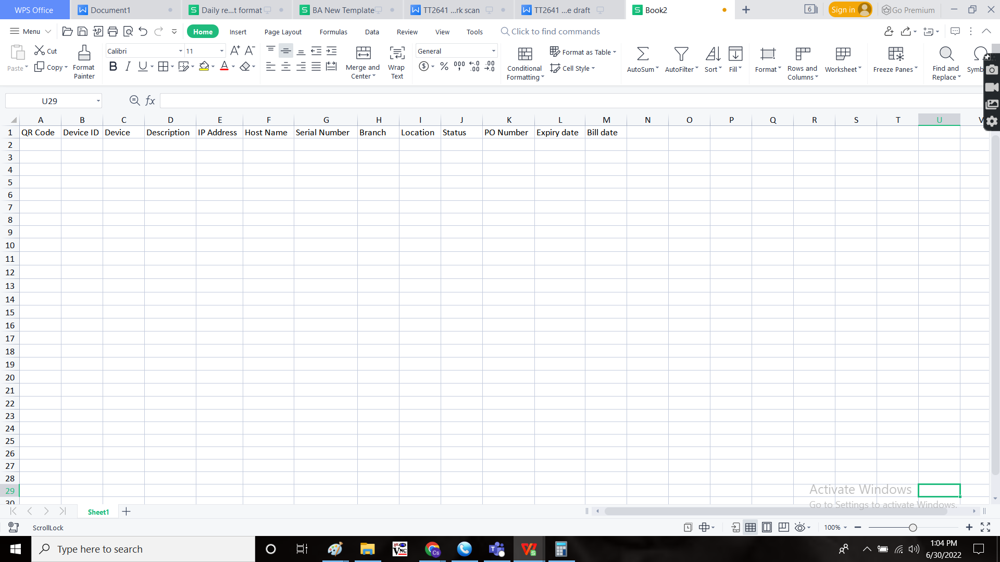 WPS Office Document1 Daily re...t format BA New Template TT2641 ...rk scan TT2641 ...e draft Book2 6 Sign in Go Premium
Menu Home Insert Page Layout Formulas Data Review View Tools Click to find commands
Paste Cut Copy Format Painter
Calibri 11
Merge and Center Wrap Text
General
Conditional Formatting Format as Table Cell Style
AutoSum AutoFilter Sort Fill Format Rows and Columns Worksheet Freeze Panes Find and Replace Symb
U29 fx
A B C D E F G H I J K L M N O P Q R S T U V
1 QR Code Device ID Device Description IP Address Host Name Serial Number Branch Location Status PO Number Expiry date Bill date
2
3
4
5
6
7
8
9
10
11
12
13
14
15
16
17
18
19
20
21
22
23
24
25
26
27
28
29
30
Activate Windows
Go to Settings to activate Windows.
Sheet1
ScrollLock 100%
Type here to search
1:04 PM
6/30/2022